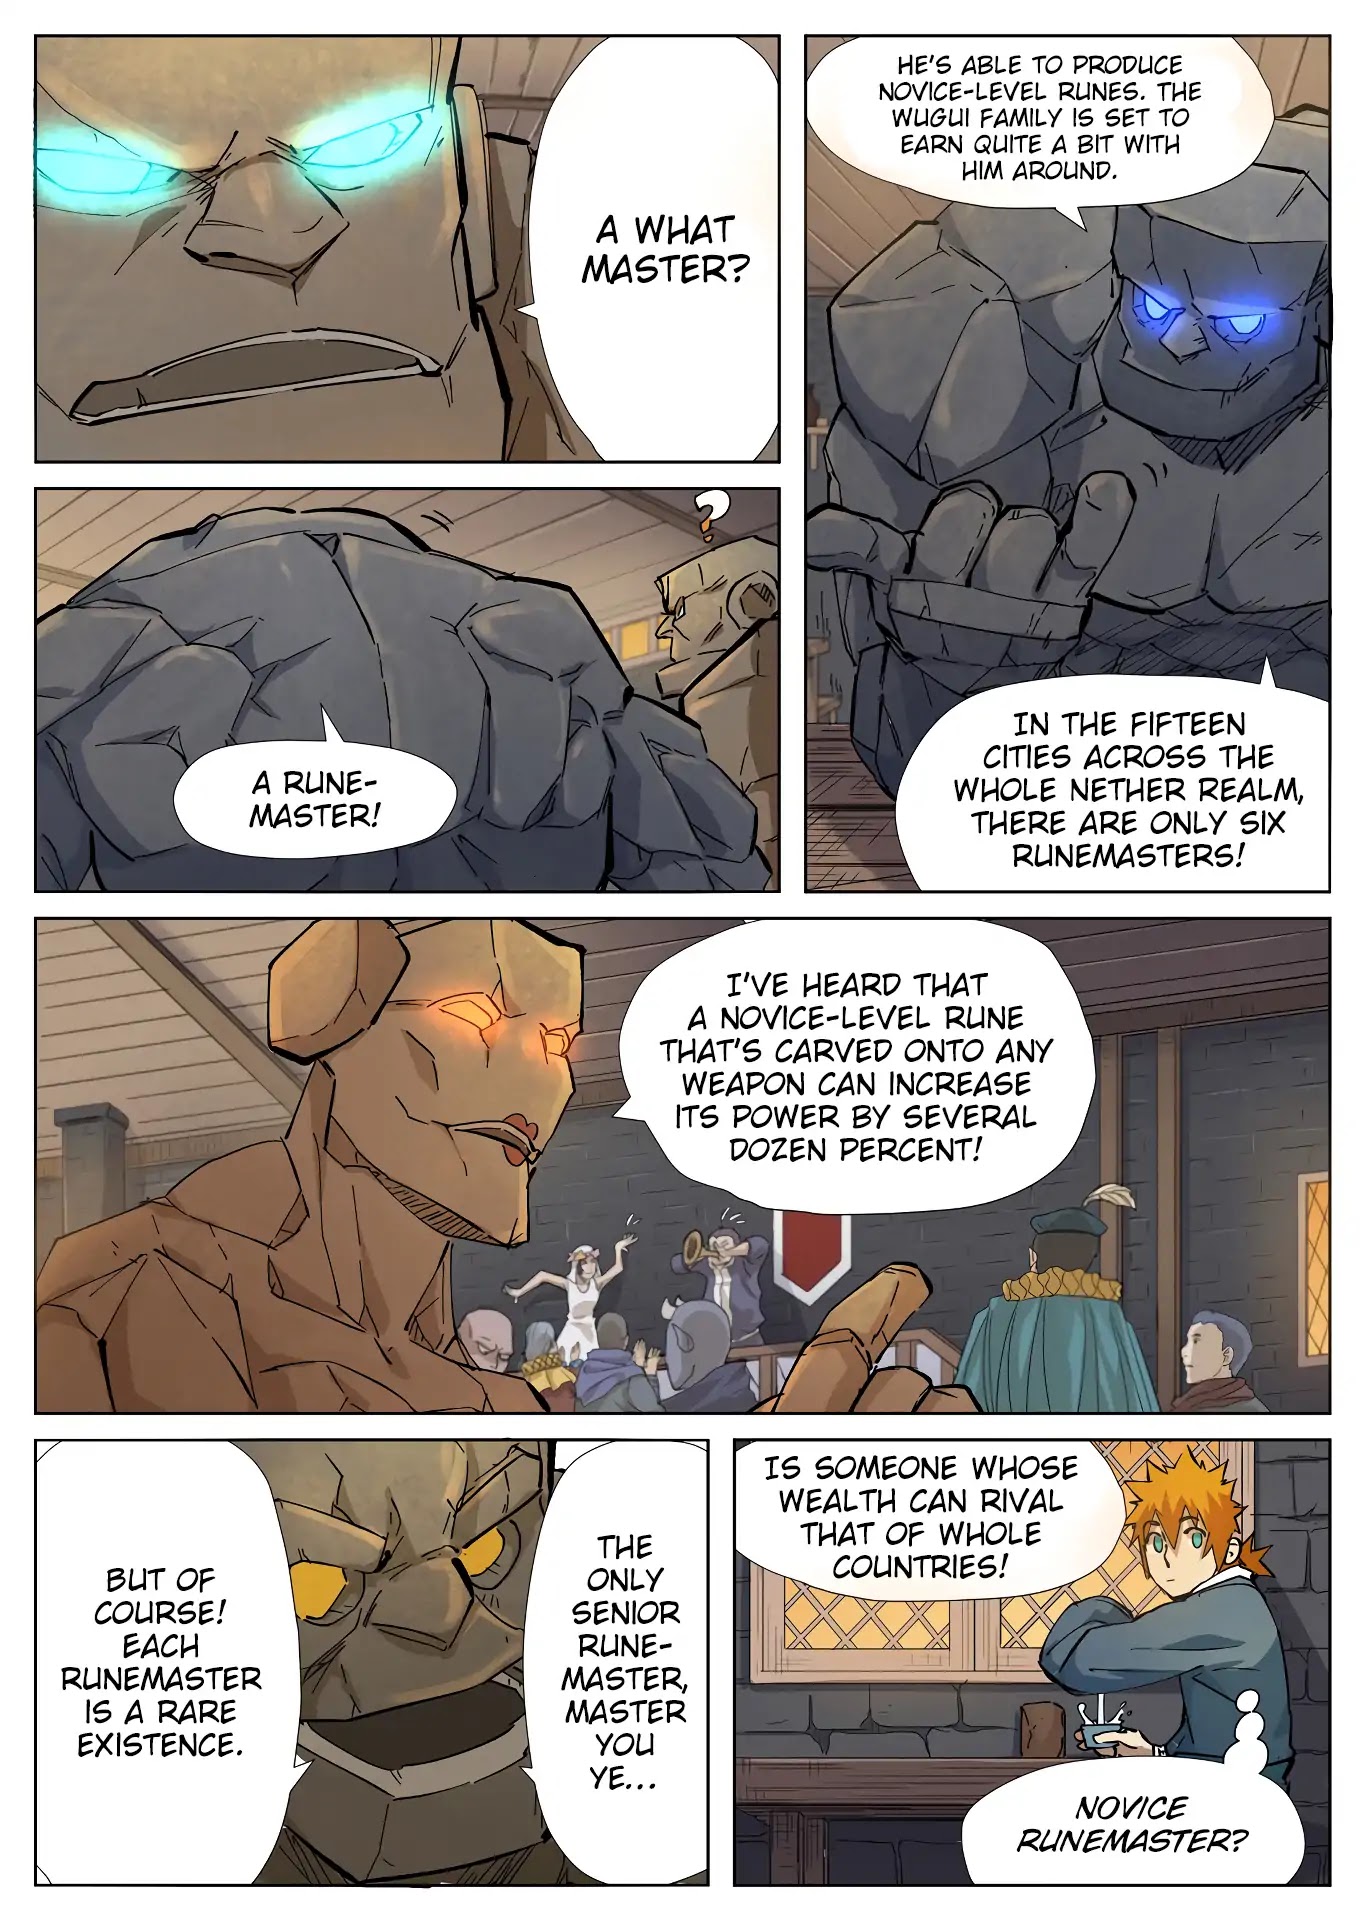 A WHAT
MASTER?
?
A RUNE-
MASTER!
HE'S ABLE TO PRODUCE
NOVICE-LEVEL RUNES. THE
WUGUI FAMILY IS SET TO
EARN QUITE A BIT WITH
HIM AROUND.
IN THE FIFTEEN
CITIES ACROSS THE
WHOLE NETHER REALM,
THERE ARE ONLY SIX
RUNEMASTERS!
I'VE HEARD THAT
A NOVICE-LEVEL RUNE
THAT'S CARVED ONTO ANY
WEAPON CAN INCREASE
ITS POWER BY SEVERAL
DOZEN PERCENT!
BUT OF
COURSE!
EACH
RUNEMASTER
IS A RARE
EXISTENCE.
THE
ONLY
SENIOR
RUNE-
MASTER,
MASTER
YOU
YE...
IS SOMEONE WHOSE
WEALTH CAN RIVAL
THAT OF WHOLE
COUNTRIES!
NOVICE
RUNEMASTER?